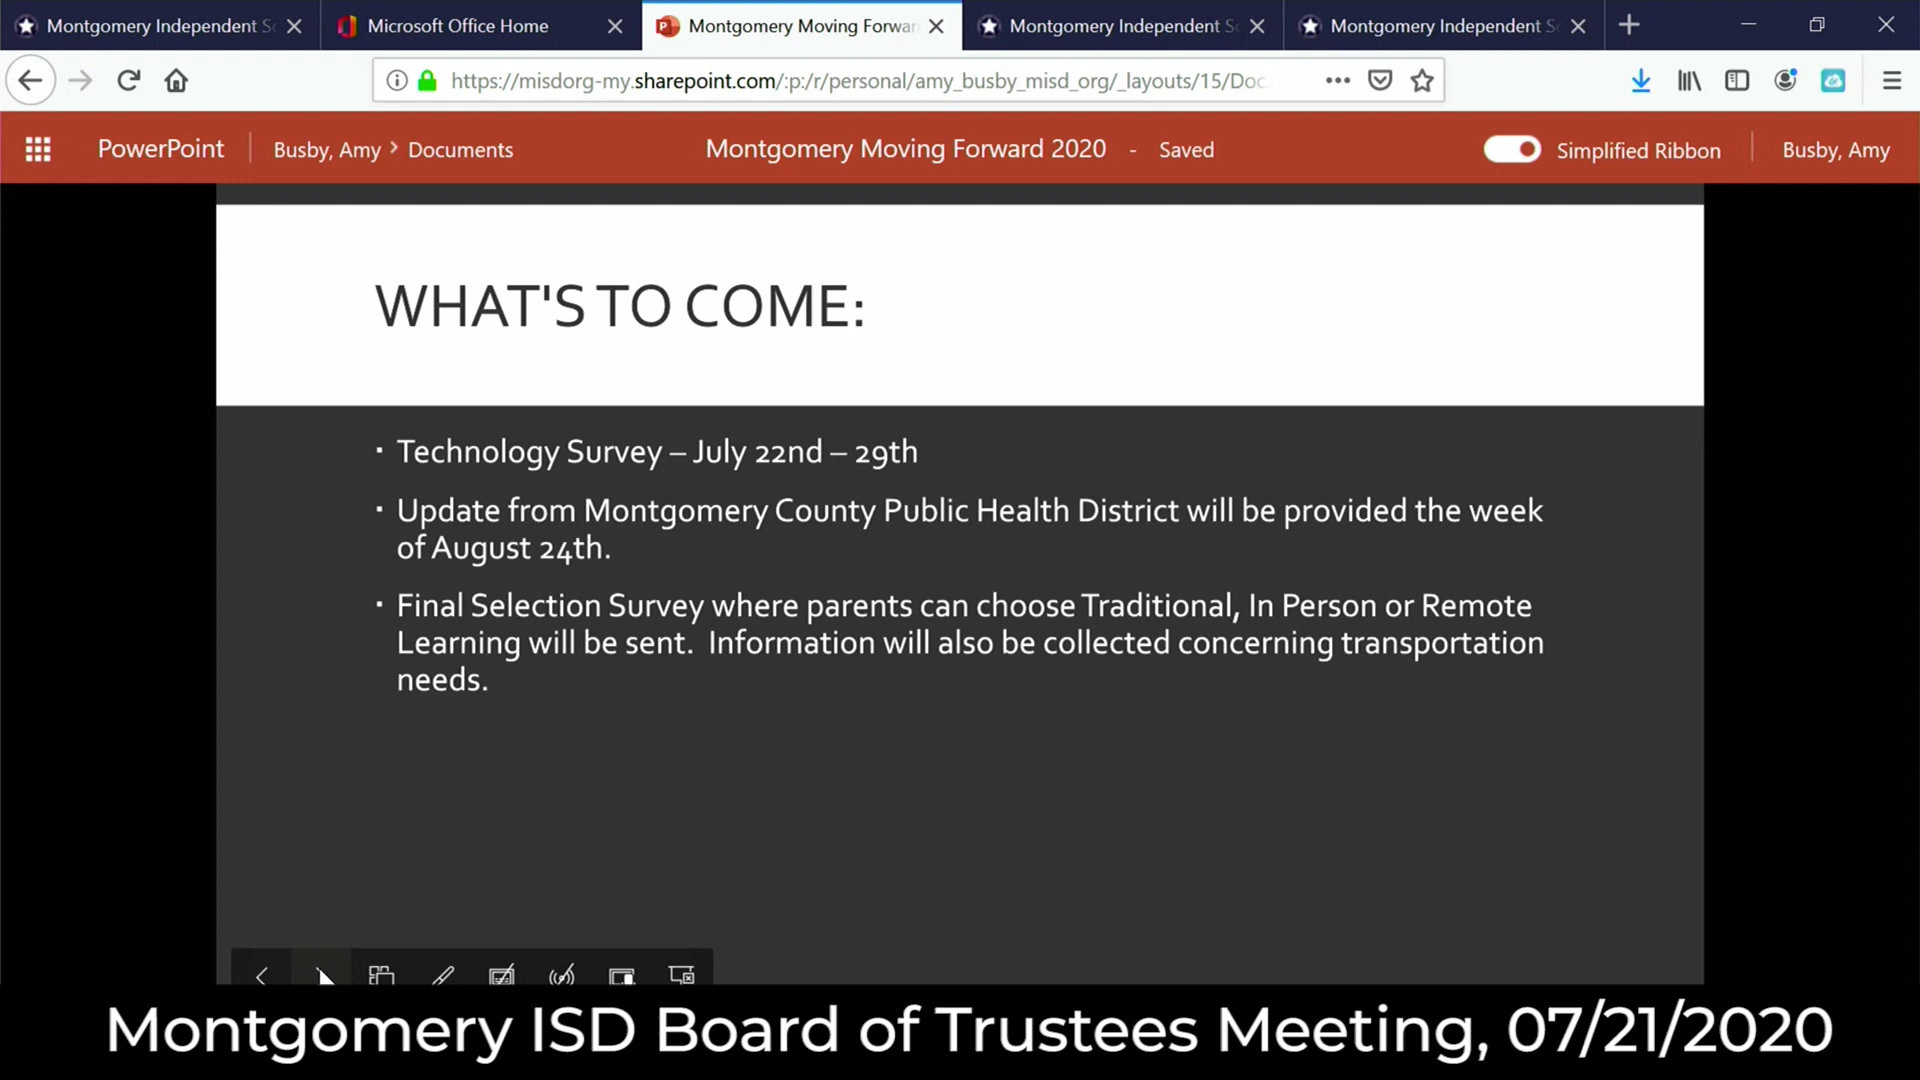 Montgomery Independent S
Microsoft Office Home
Montgomery Moving Forwar
Montgomery Independent S
Montgomery Independent S
https://misdorg-my.sharepoint.com/:p:/r/personal/amy_busby_misd_org/_layouts/15/Doc.
PowerPoint
Busby, Amy > Documents
Montgomery Moving Forward 2020 - Saved
Simplified Ribbon
Busby, Amy
WHAT'S TO COME:
▪ Technology Survey – July 22nd – 29th
▪ Update from Montgomery County Public Health District will be provided the week
of August 24th.
▪ Final Selection Survey where parents can choose Traditional, In Person or Remote
Learning will be sent. Information will also be collected concerning transportation
needs.
Montgomery ISD Board of Trustees Meeting, 07/21/2020